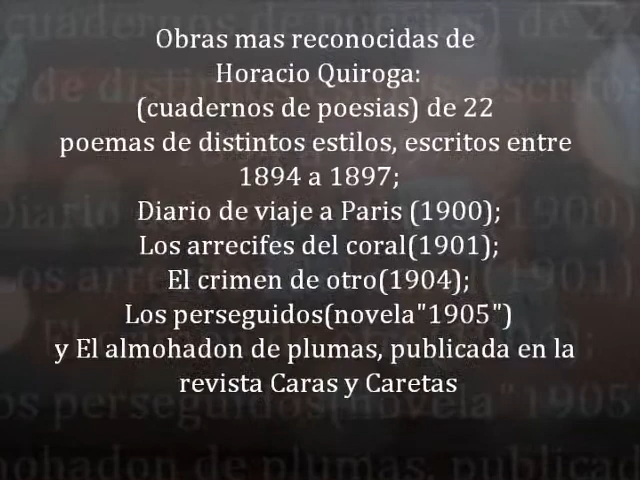 Obras mas reconocidas de
Horacio Quiroga:
(cuadernos de poesias) de 22
poemas de distintos estilos, escritos entre
1894 a 1897;
Diario de viaje a Paris (1900);
Los arrecifes del coral(1901);
El crimen de otro(1904);
Los perseguidos(novela"1905")
y El almohadon de plumas, publicada en la
revista Caras y Caretas